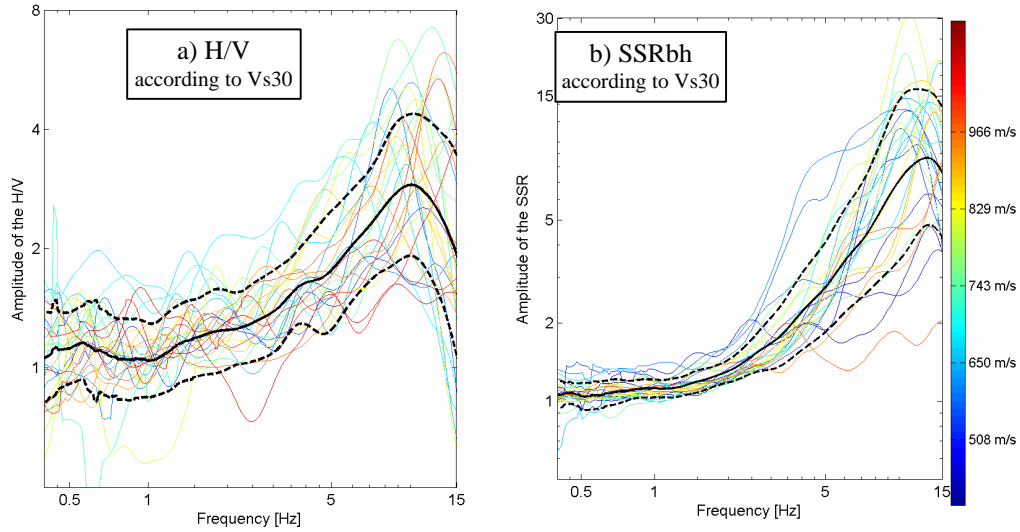 a) H/V
according to Vs30
8
4
2
1
Amplitude of the H/V
0.5
1
5
15
Frequency [Hz]
b) SSRbh
according to Vs30
30
15
5
2
1
Amplitude of the SSR
0.5
1
5
15
Frequency [Hz]
966 m/s
829 m/s
743 m/s
650 m/s
508 m/s